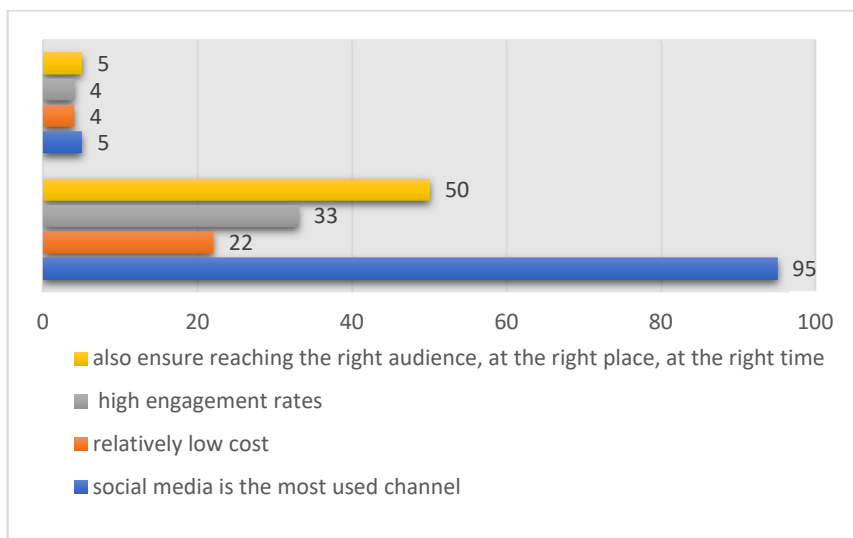 5
4
4
5
50
33
22
95
0 20 40 60 80 100
also ensure reaching the right audience, at the right place, at the right time
high engagement rates
relatively low cost
social media is the most used channel